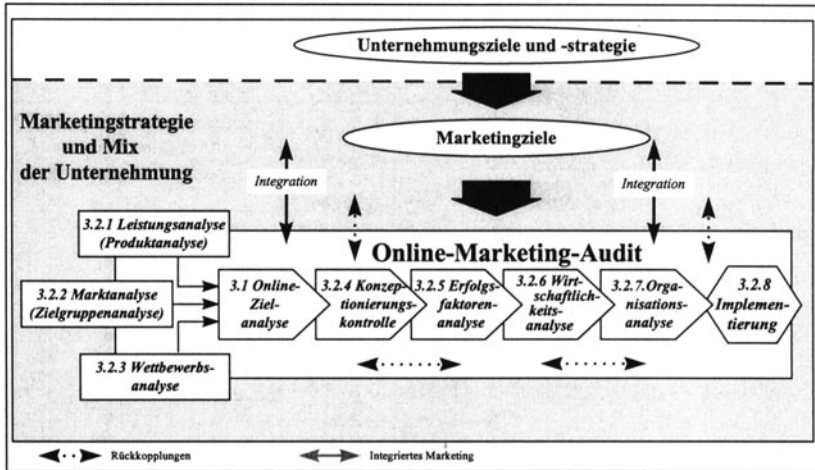 Unternehmungsziele und -strategie
Marketingstrategie
und Mix
der Unternehmung
Marketingziele
Integration
Integration
3.2.1 Leistungsanalyse
(Produktanalyse)
3.2.2 Marktanalyse
(Zielgruppenanalyse)
3.2.3 Wettbewerbs-
analyse
Online-Marketing-Audit
3.1 Online-
Ziel-
analyse
3.2.4 Konzep-
tionierungs-
kontrolle
3.2.5 Erfolgs-
faktoren-
analyse
3.2.6 Wirt-
schaftlich-
keits-
analyse
3.2.7.Orga-
nisations-
analyse
3.2.8
Implemen-
tierung
Rückkopplungen
Integriertes Marketing